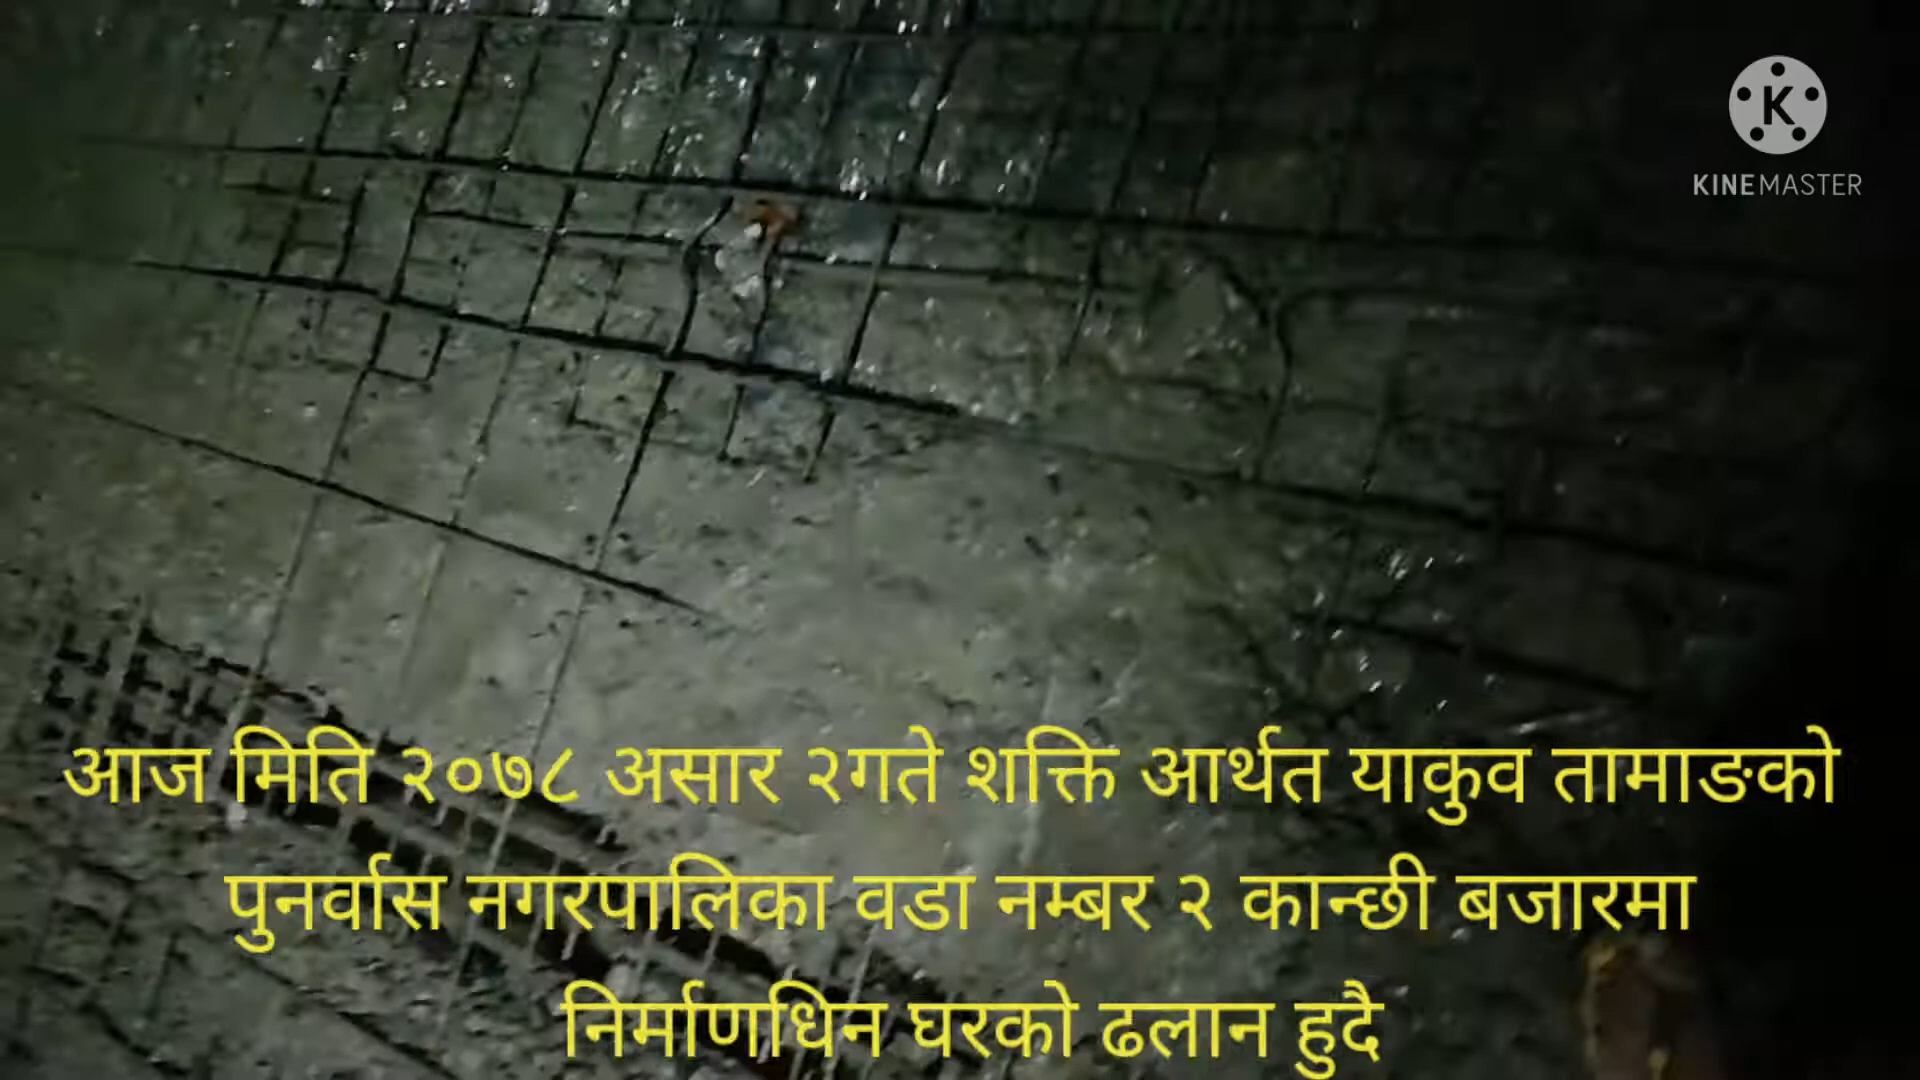 KINEMASTER
आज मिति २०७८ असार २गते शक्ति आर्थत याकुव तामाङको
पुनर्वास नगरपालिका वडा नम्बर २ कान्छी बजारमा
निर्माणधिन घरको ढलान हुदै